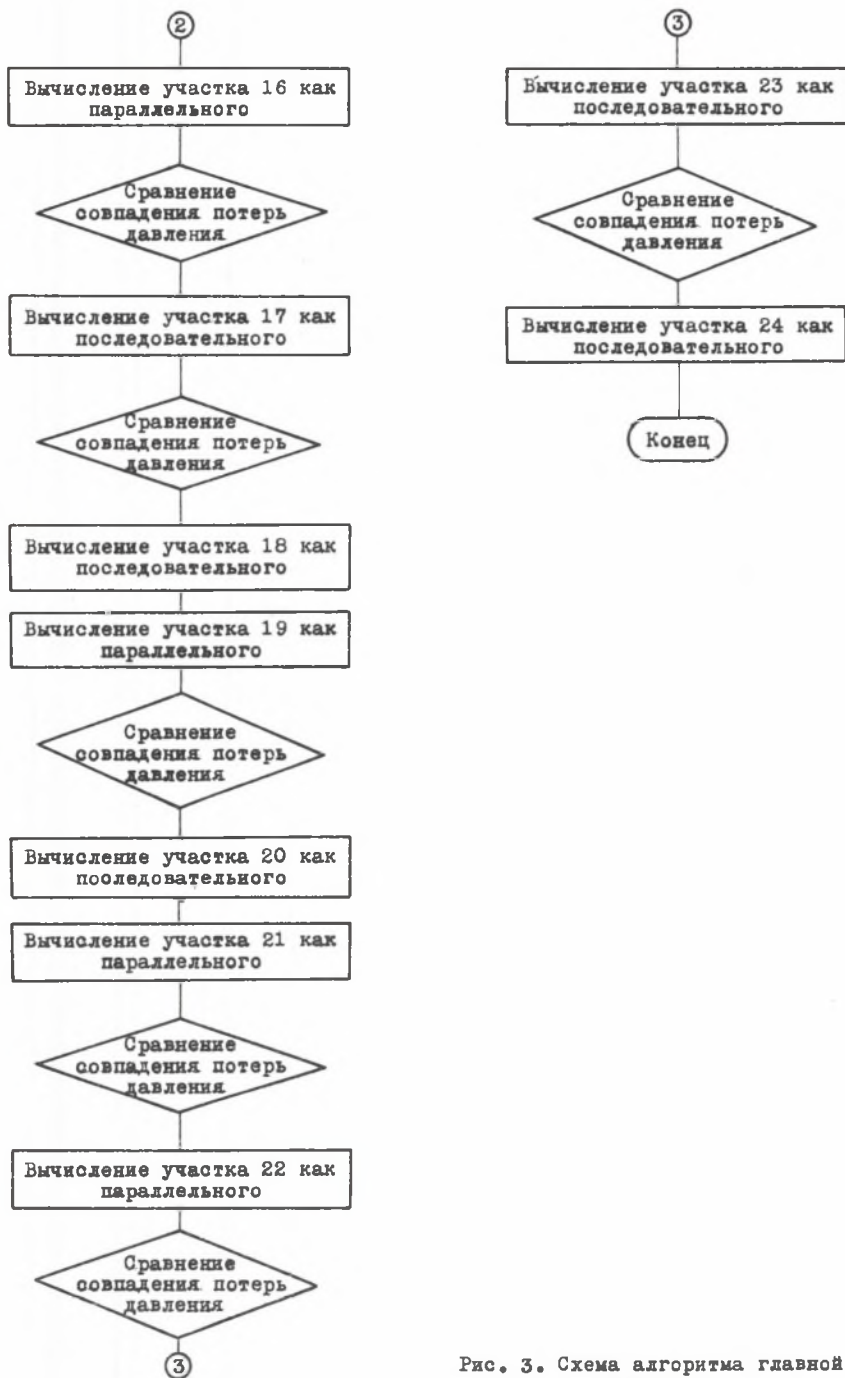 2
Вычисление участка 16 как
параллельного
Сравнение
совпадения потерь
давления
Вычисление участка 17 как
последовательного
Сравнение
совпадения потерь
давления
Вычисление участка 18 как
последовательного
Вычисление участка 19 как
параллельного
Сравнение
совпадения потерь
давления
Вычисление участка 20 как
пооледовательного
Вычисление участка 21 как
параллельного
Сравнение
совпадения потерь
давления
Вычисление участка 22 как
параллельного
Сравнение
совпадения потерь
давления
3
3
Вычисление участка 23 как
последовательного
Сравнение
совпадения потерь
давления
Вычисление участка 24 как
последовательного
Конец
Рис. 3. Схема алгоритма главной